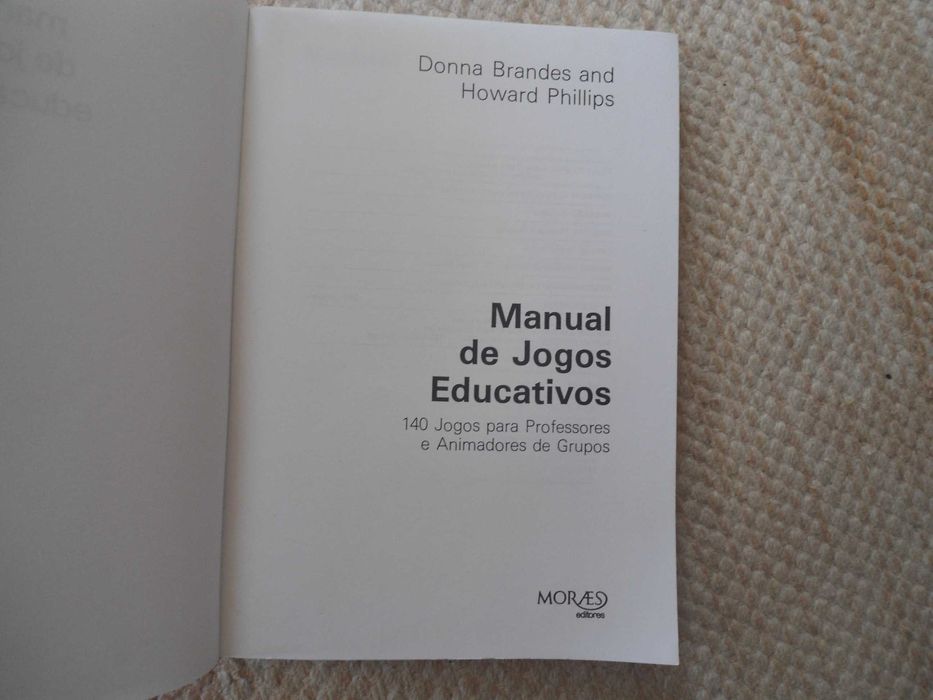 Donna Brandes and
Howard Phillips
Manual
de Jogos
Educativos
140 Jogos para Professores
e Animadores de Grupos
MORÆS
editores